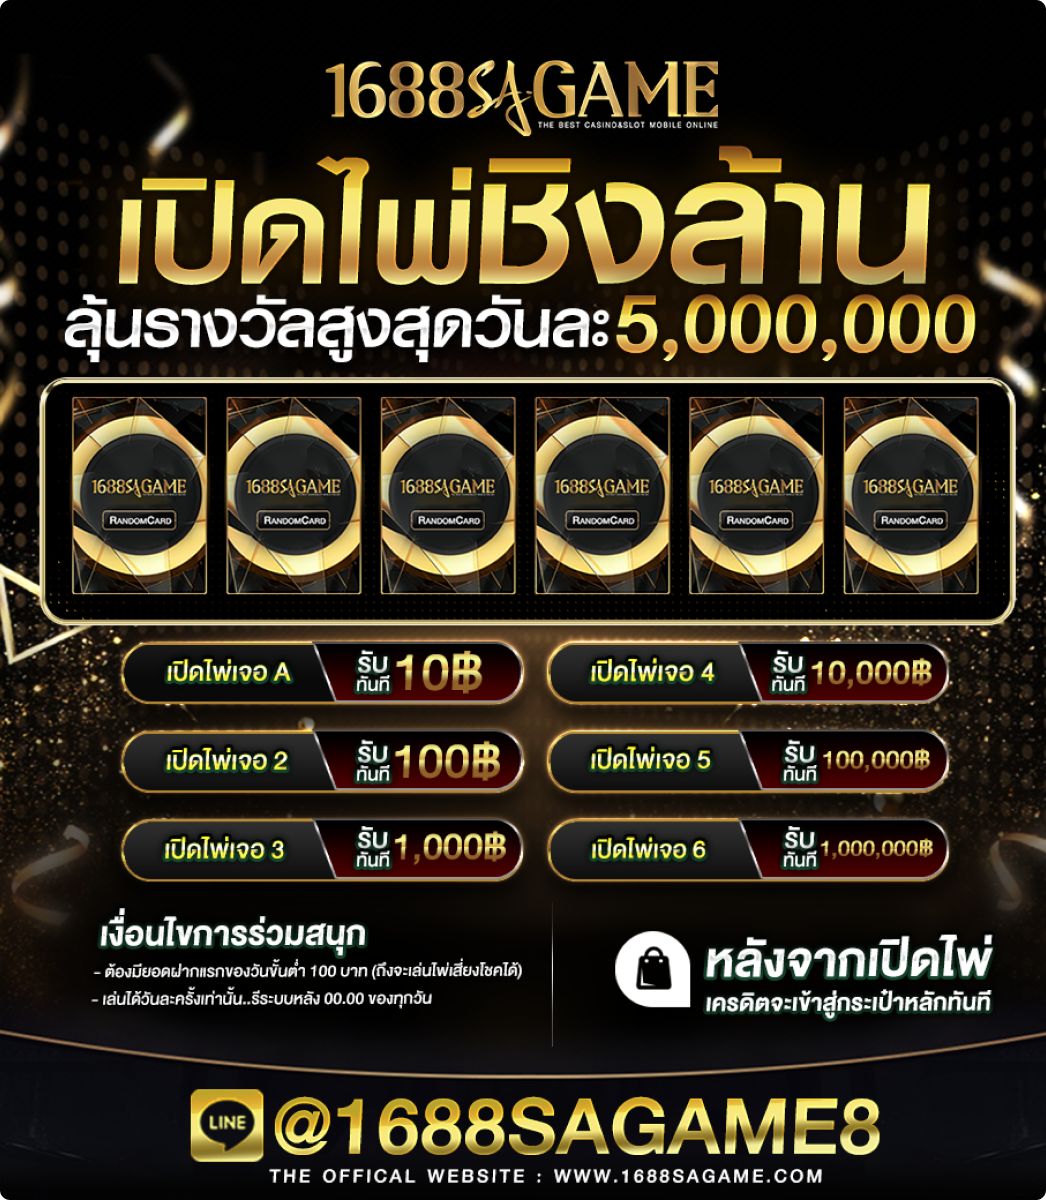 1688SAGAME
THE BEST CASINO&SLOT MOBILE ONLINE
เปิดไพ่ชิงล้าน
ลุ้นรางวัลสูงสุดวันละ 5,000,000
1688SAGAME 1688SAGAME 1688SAGAME 1688SAGAME 1688SAGAME 1688SAGAME
RANDOMCARD RANDOMCARD RANDOMCARD RANDOMCARD RANDOMCARD RANDOMCARD
เปิดไพ่เจอ A รับทันที 10฿
เปิดไพ่เจอ 4 รับทันที 10,000฿
เปิดไพ่เจอ 2 รับทันที 100฿
เปิดไพ่เจอ 5 รับทันที 100,000฿
เปิดไพ่เจอ 3 รับทันที 1,000฿
เปิดไพ่เจอ 6 รับทันที 1,000,000฿
เงื่อนไขการร่วมสนุก
- ต้องมียอดฝากแรกของวันขั้นต่ำ 100 บาท (ถึงจะเล่นไพ่เสี่ยงโชคได้)
- เล่นได้วันละครั้งเท่านั้น..รีระบบหลัง 00.00 ของทุกวัน
หลังจากเปิดไพ่
เครดิตจะเข้าสู่กระเป๋าหลักทันที
LINE @1688SAGAME8
THE OFFICAL WEBSITE : WWW.1688SAGAME.COM